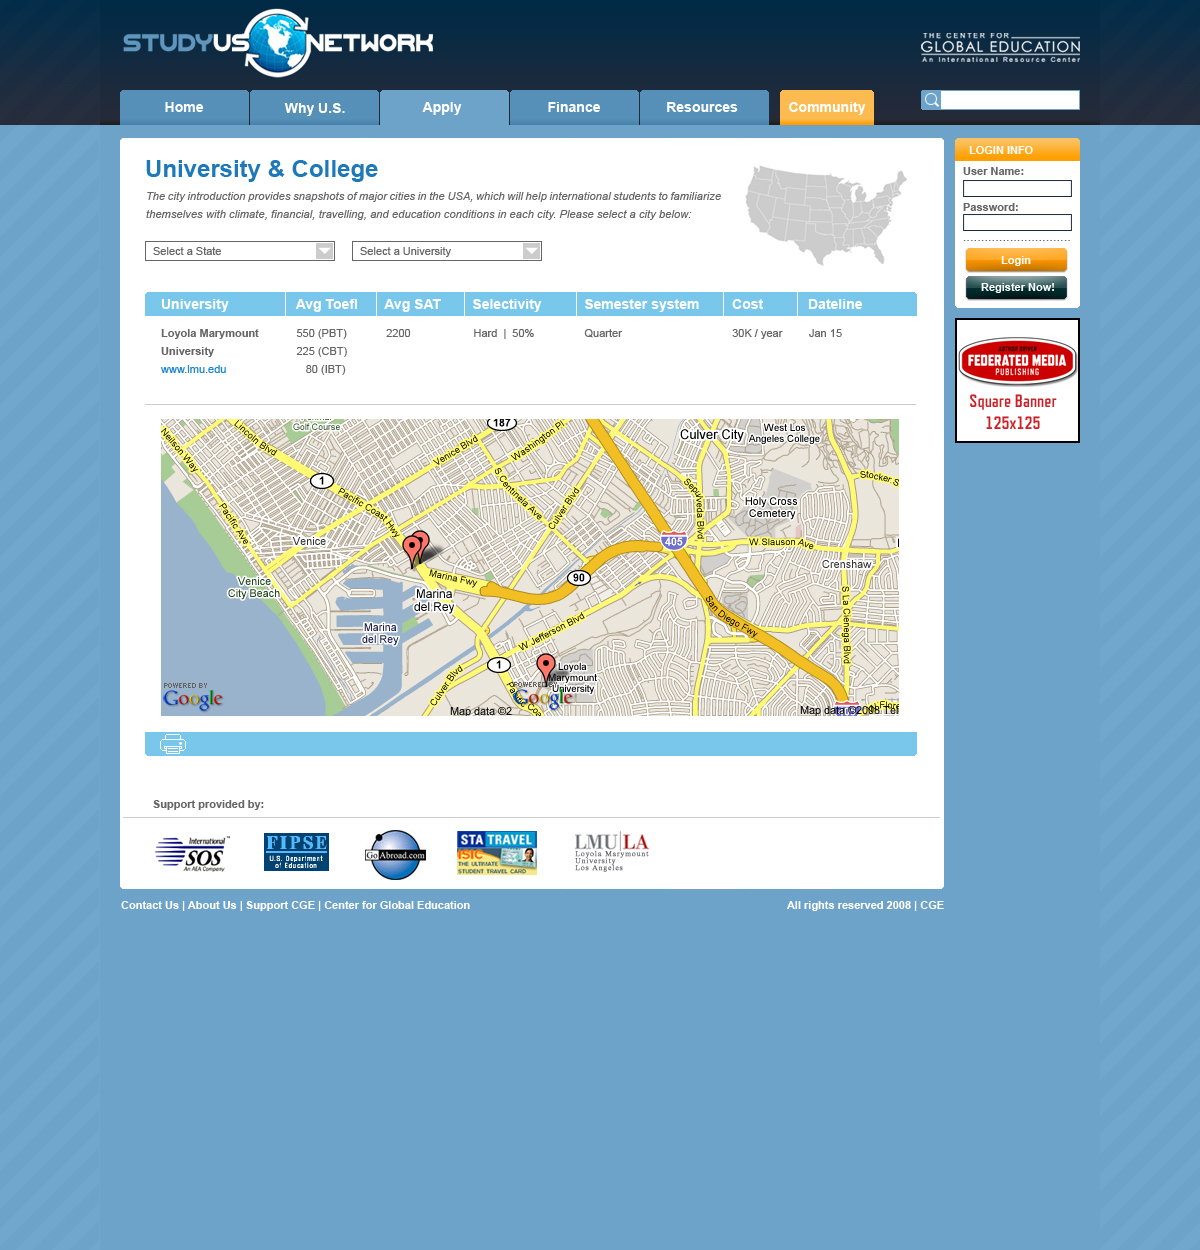 STUDYUS NETWORK
THE CENTER FOR
GLOBAL EDUCATION
An International Resource Center
Home
Why U.S.
Apply
Finance
Resources
Community
University & College
The city introduction provides snapshots of major cities in the USA, which will help international students to familiarize
themselves with climate, financial, travelling, and education conditions in each city. Please select a city below:
Select a State
Select a University
LOGIN INFO
User Name:
Password:
Login
Register Now!
AUTHOR DRIVEN
FEDERATED MEDIA
PUBLISHING
Square Banner
125x125
University Avg Toefl Avg SAT Selectivity Semester system Cost Dateline
Loyola Marymount 550 (PBT) 2200 Hard | 50% Quarter 30K / year Jan 15
University 225 (CBT)
www.lmu.edu 80 (IBT)
Golf Course
187
Culver City
West Los
Angeles College
Neilson Way
Lincoln Blvd
Venice Blvd
Washington Pl
1
Pacific Coast Hwy
S Centinela Ave
Culver Blvd
Sepulveda Blvd
Stocker S
Holy Cross
Cemetery
Pacific Ave
Venice
405
W Slauson Ave
Crenshaw
Venice
City Beach
Marina Fwy
90
Marina
del Rey
San Diego Fwy
S La Cienega Blvd
Marina
del Rey
W Jefferson Blvd
1
Culver Blvd
Loyola
Marymount
University
POWERED BY
Google
POWERED BY
Google
Map data ©2
Map data ©2008 Tel
W Flore
Support provided by:
International
SOS
An AEA Company
FIPSE
U.S. Department
of Education
GoAbroad.com
STA TRAVEL
ISIC
THE ULTIMATE
STUDENT TRAVEL CARD
LMU|LA
Loyola Marymount
University
Los Angeles
Contact Us | About Us | Support CGE | Center for Global Education
All rights reserved 2008 | CGE